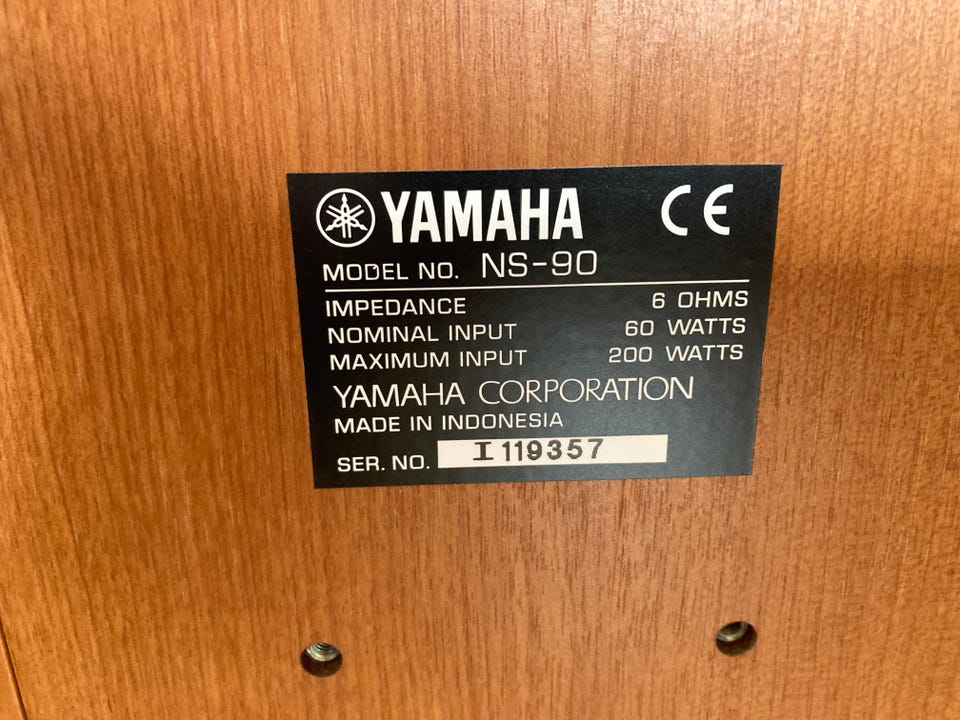 YAMAHA CE
MODEL NO. NS-90
IMPEDANCE 6 OHMS
NOMINAL INPUT 60 WATTS
MAXIMUM INPUT 200 WATTS
YAMAHA CORPORATION
MADE IN INDONESIA
SER. NO. I 119357